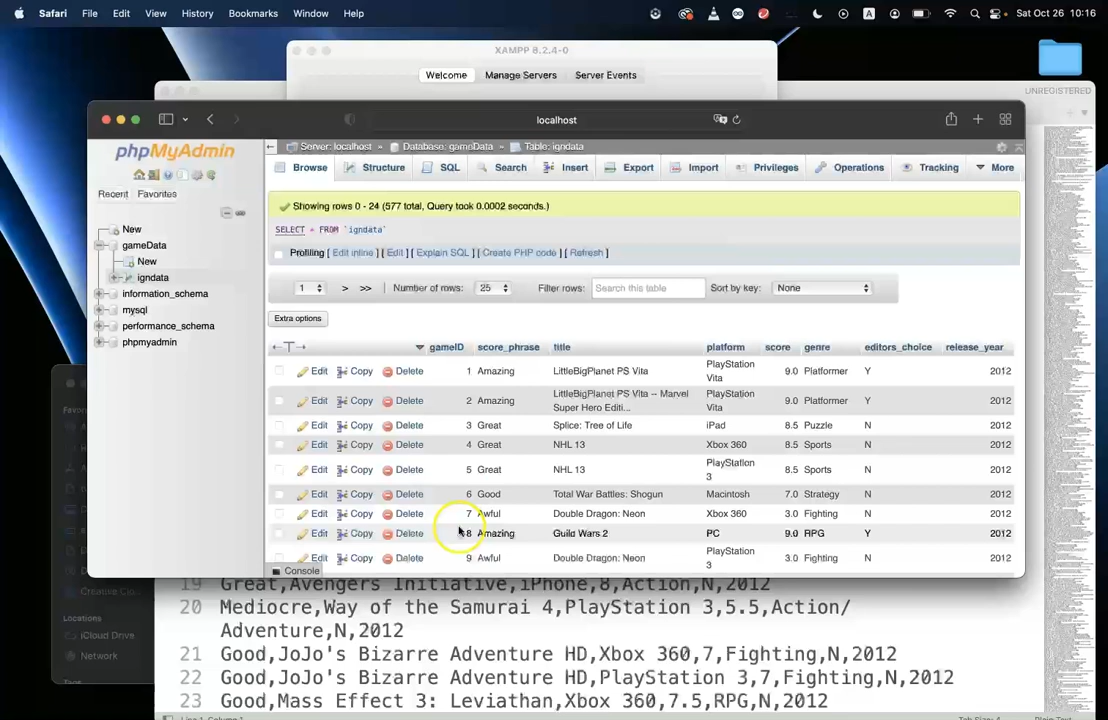 Safari File Edit View History Bookmarks Window Help A Sat Oct 26 10:16
XAMPP 8.2.4-0
Welcome Manage Servers Server Events
UNREGISTERED
localhost
phpMyAdmin
Recent Favorites
New
gameData
New
igndata
information_schema
mysql
performance_schema
phpmyadmin
Server: localhost » Database: gameData » Table: igndata
Browse Structure SQL Search Insert Export Import Privileges Operations Tracking More
Showing rows 0 - 24 (577 total, Query took 0.0002 seconds.)
SELECT * FROM `igndata`
Profiling [ Edit inline ] [ Edit ] [ Explain SQL ] [ Create PHP code ] [ Refresh ]
1 > >> Number of rows: 25 Filter rows: Search this table Sort by key: None
Extra options
←T→ gameID score_phrase title platform score genre editors_choice release_year
Edit Copy Delete 1 Amazing LittleBigPlanet PS Vita PlayStation Vita 9.0 Platformer Y 2012
Edit Copy Delete 2 Amazing LittleBigPlanet PS Vita -- Marvel Super Hero Editi... PlayStation Vita 9.0 Platformer Y 2012
Edit Copy Delete 3 Great Splice: Tree of Life iPad 8.5 Puzzle N 2012
Edit Copy Delete 4 Great NHL 13 Xbox 360 8.5 Sports N 2012
Edit Copy Delete 5 Great NHL 13 PlayStation 3 8.5 Sports N 2012
Edit Copy Delete 6 Good Total War Battles: Shogun Macintosh 7.0 Strategy N 2012
Edit Copy Delete 7 Awful Double Dragon: Neon Xbox 360 3.0 Fighting N 2012
Edit Copy Delete 8 Amazing Guild Wars 2 PC 9.0 RPG Y 2012
Edit Copy Delete 9 Awful Double Dragon: Neon PlayStation 3 3.0 Fighting N 2012
Console
Favor
Creative Clo...
Locations
iCloud Drive
Network
19 Great,Avenger's Initiative,iPhone,8,Action,N,2012
20 Mediocre,Way of the Samurai 4,PlayStation 3,5.5,Action/
Adventure,N,2012
21 Good,JoJo's Bizarre Adventure HD,Xbox 360,7,Fighting,N,2012
22 Good,JoJo's Bizarre Adventure HD,PlayStation 3,7,Fighting,N,2012
23 Good,Mass Effect 3: Leviathan,Xbox 360,7.5,RPG,N,2012